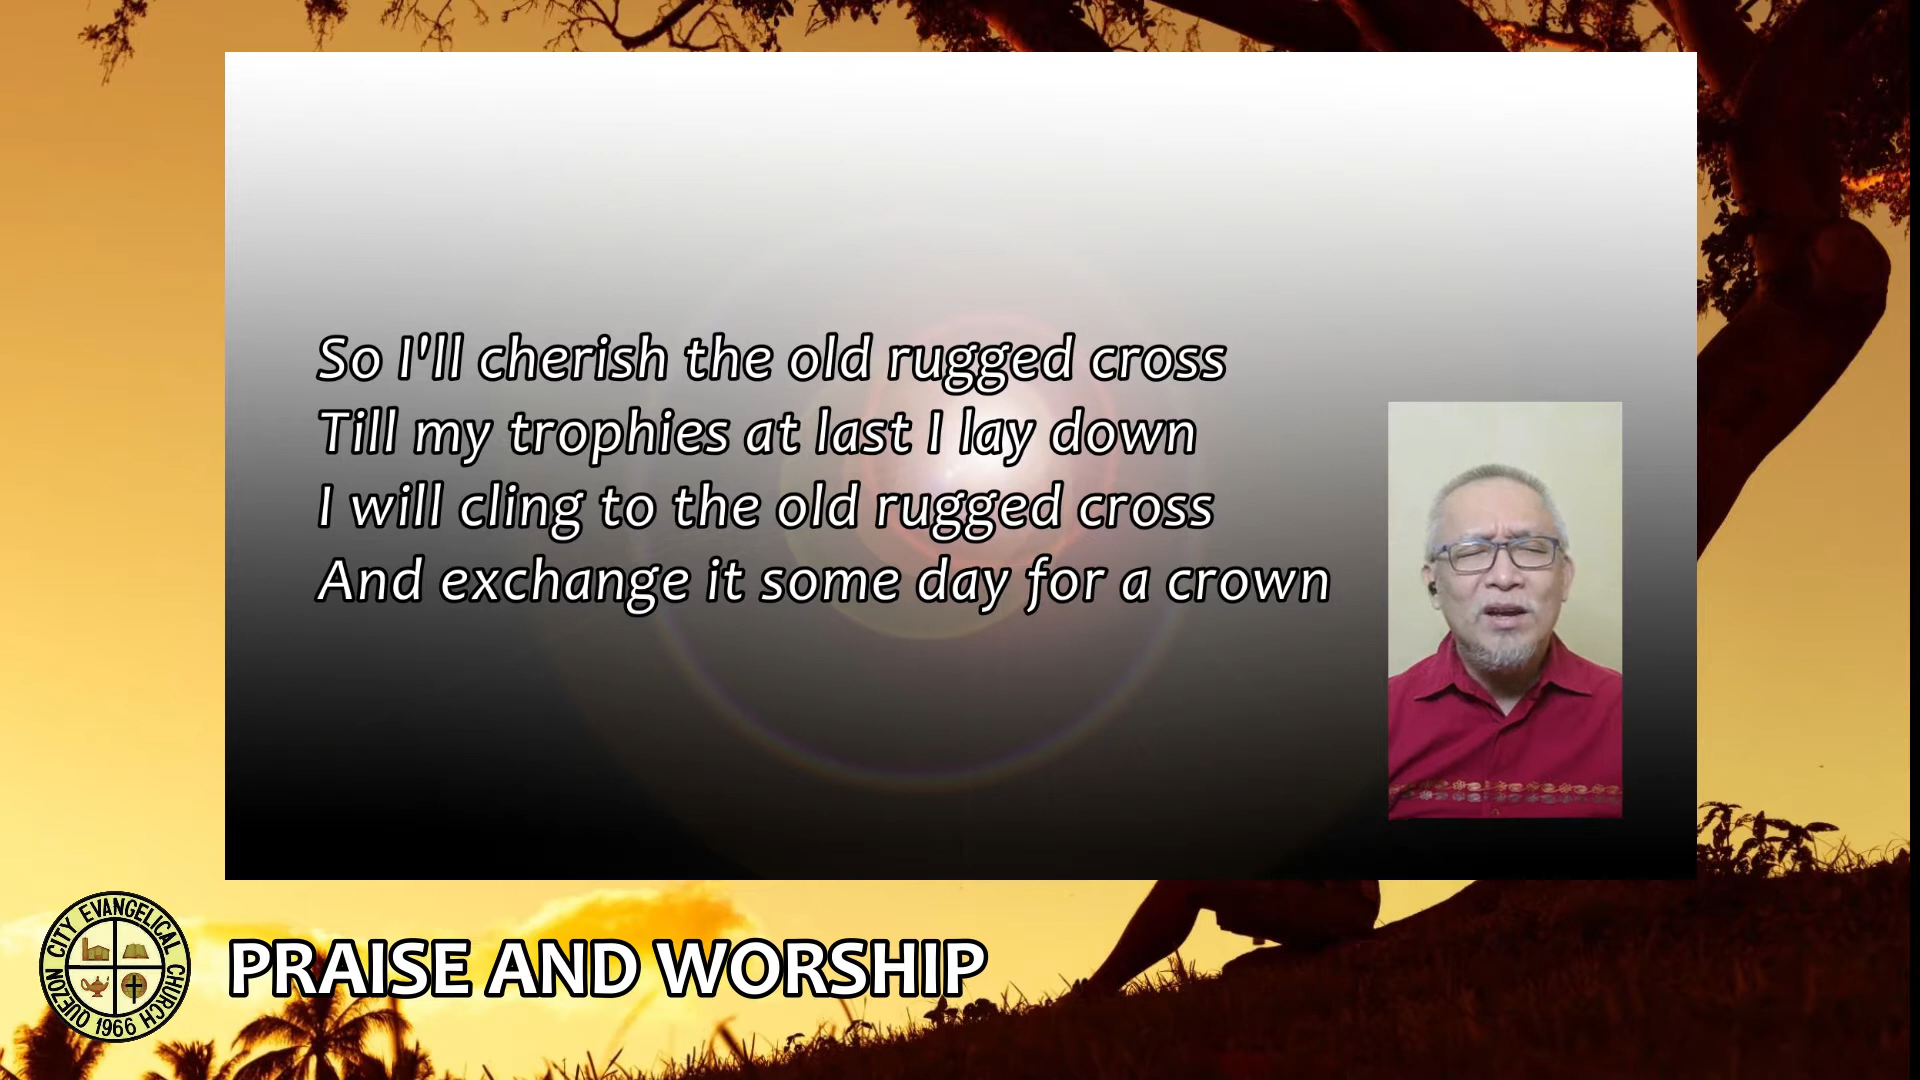 So I'll cherish the old rugged cross
Till my trophies at last I lay down
I will cling to the old rugged cross
And exchange it some day for a crown
QUEZON CITY EVANGELICAL CHURCH
1966
PRAISE AND WORSHIP